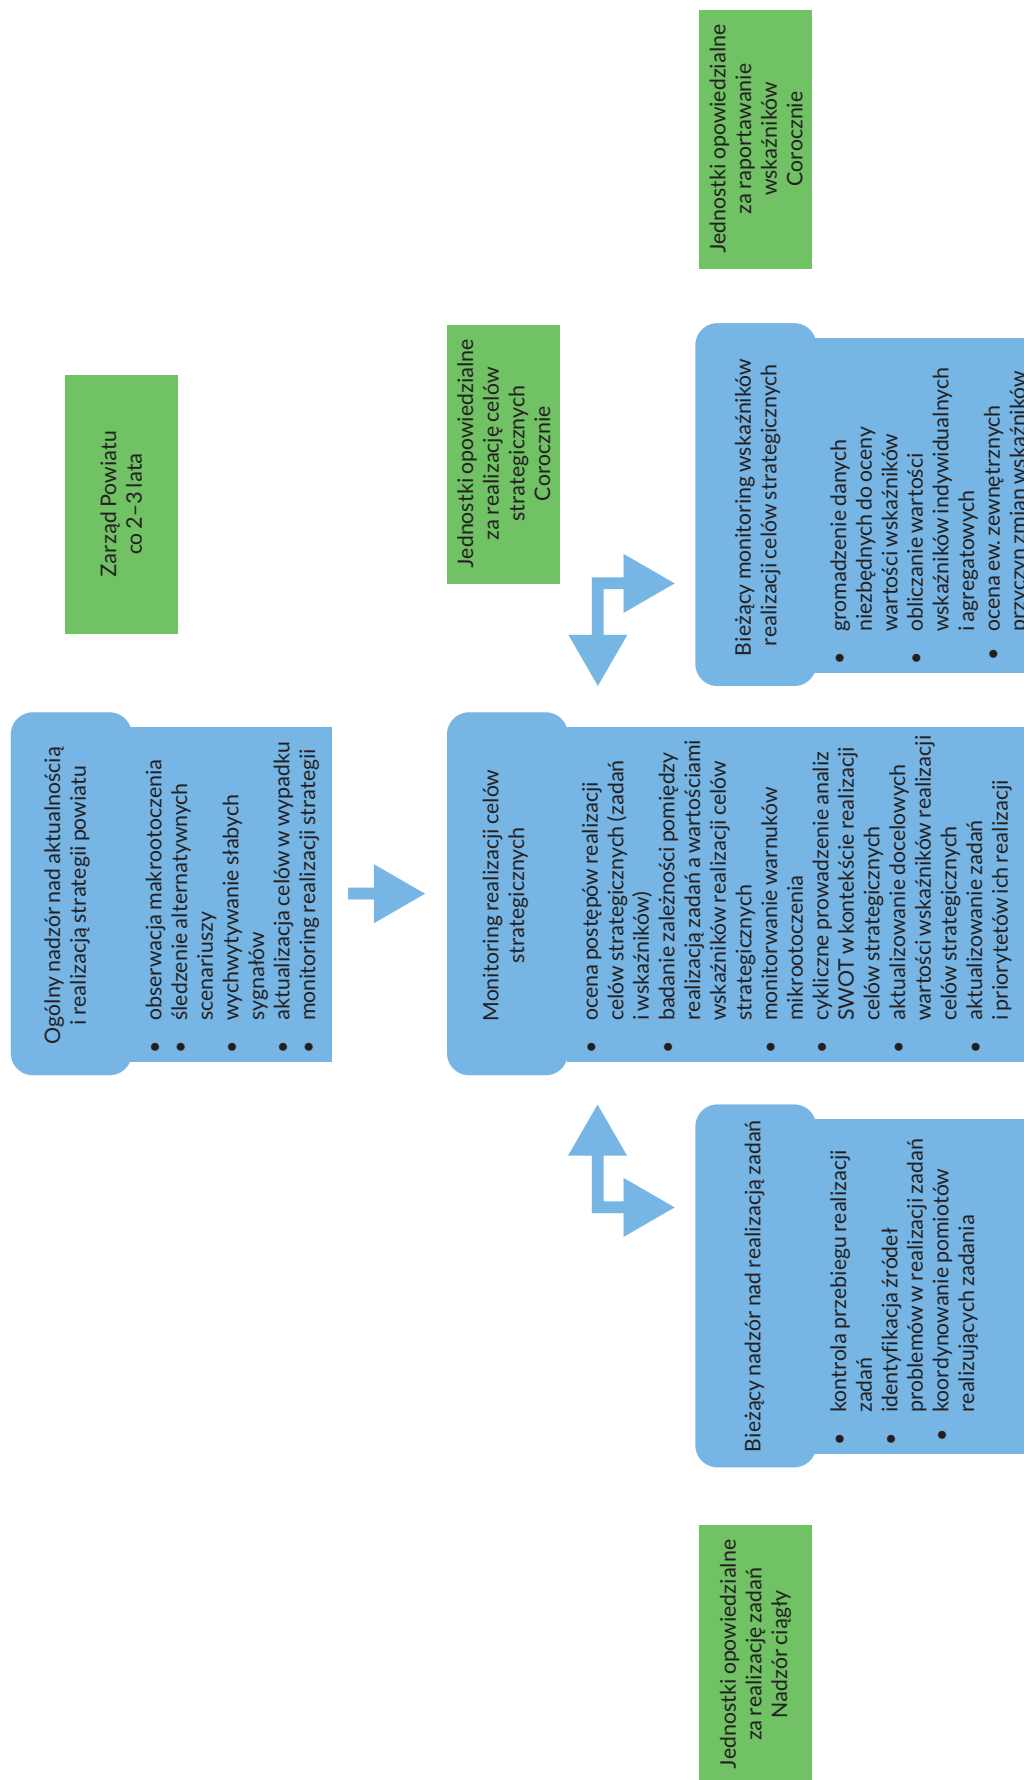 Ogólny nadzór nad aktualnością
i realizacją strategii powiatu
• obserwacja makrootoczenia
• śledzenie alternatywnych
scenariuszy
• wychwytywanie słabych
sygnałów
• aktualizacja celów w wypadku
• monitoring realizacji strategii
Zarząd Powiatu
co 2–3 lata
Monitoring realizacji celów
strategicznych
• ocena postępów realizacji
celów strategicznych (zadań
i wskaźników)
• badanie zależności pomiędzy
realizacją zadań a wartościami
wskaźników realizacji celów
strategicznych
• monitorwanie warnuków
mikrootoczenia
• cykliczne prowadzenie analiz
SWOT w kontekście realizacji
celów strategicznych
• aktualizowanie docelowych
wartości wskaźników realizacji
celów strategicznych
• aktualizowanie zadań
i priorytetów ich realizacji
Jednostki opowiedzialne
za realizację celów
strategicznych
Corocznie
Jednostki opowiedzialne
za realizację zadań
Nadzór ciągły
Bieżący nadzór nad realizacją zadań
• kontrola przebiegu realizacji
zadań
• identyfikacja źródeł
problemów w realizacji zadań
• koordynowanie pomiotów
realizujących zadania
Bieżący monitoring wskaźników
realizacji celów strategicznych
• gromadzenie danych
niezbędnych do oceny
wartości wskaźników
• obliczanie wartości
wskaźników indywidualnych
i agregatowych
• ocena ew. zewnętrznych
przyczyn zmian wskaźników
Jednostki opowiedzialne
za raportawanie
wskaźników
Corocznie